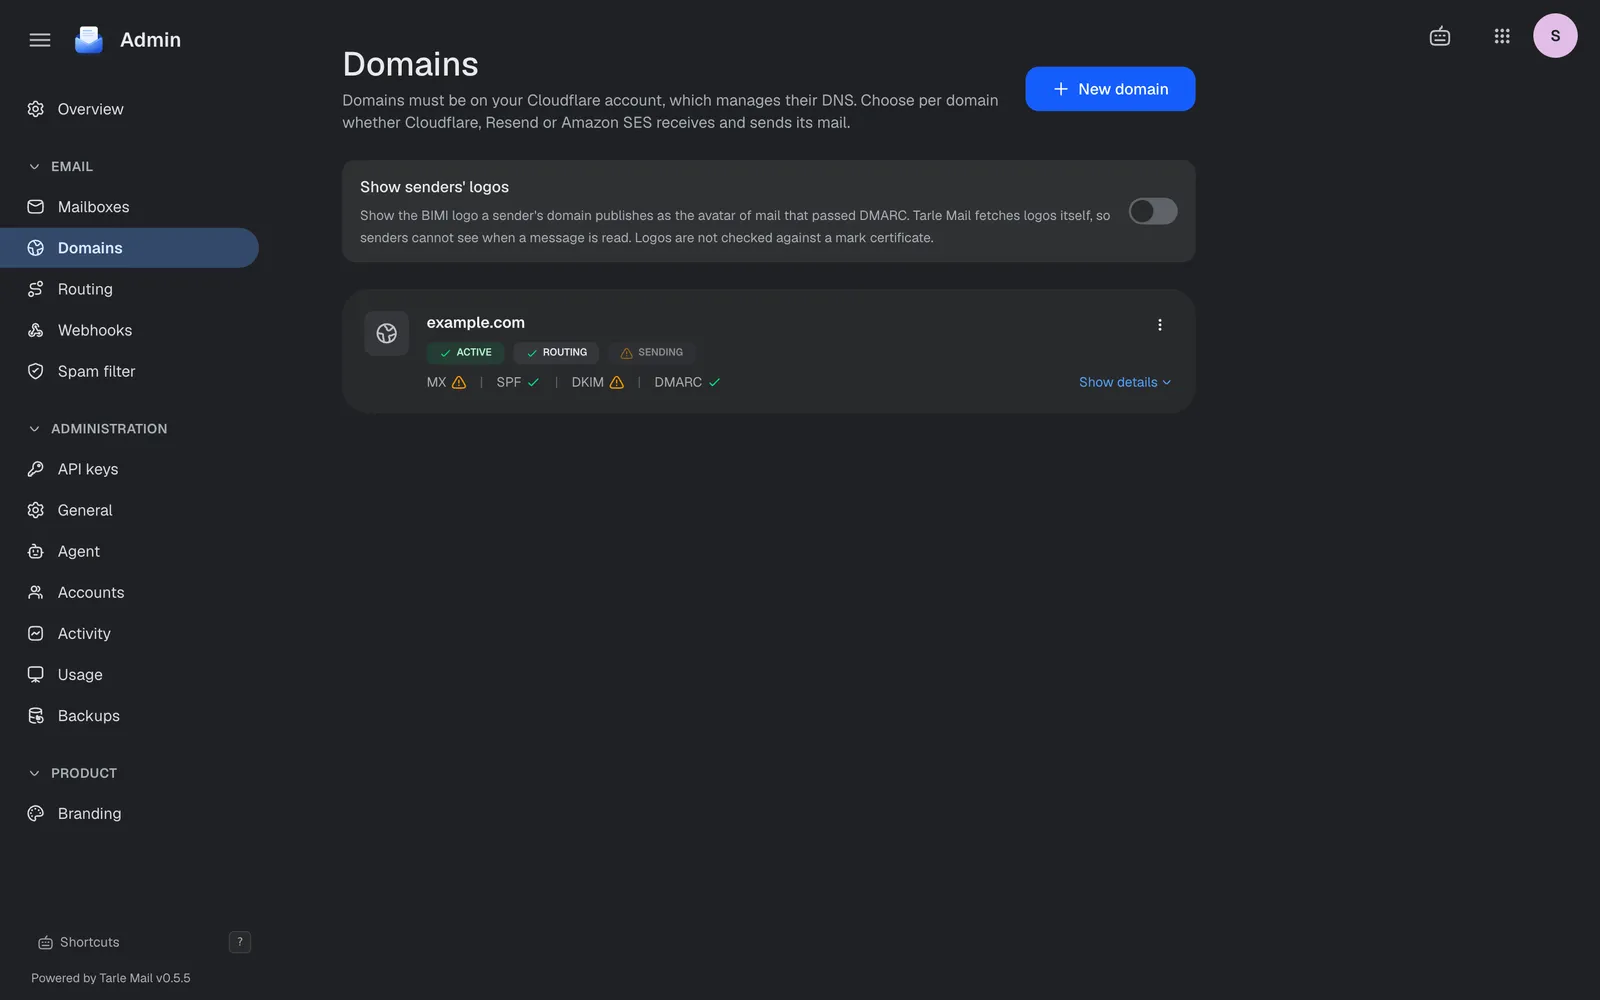 Admin
S
Overview
EMAIL
Mailboxes
Domains
Routing
Webhooks
Spam filter
ADMINISTRATION
API keys
General
Agent
Accounts
Activity
Usage
Backups
PRODUCT
Branding
Shortcuts ?
Powered by Tarle Mail v0.5.5
Domains
Domains must be on your Cloudflare account, which manages their DNS. Choose per domain
whether Cloudflare, Resend or Amazon SES receives and sends its mail.
New domain
Show senders' logos
Show the BIMI logo a sender's domain publishes as the avatar of mail that passed DMARC. Tarle Mail fetches logos itself, so
senders cannot see when a message is read. Logos are not checked against a mark certificate.
example.com
ACTIVE ROUTING SENDING
MX | SPF | DKIM | DMARC
Show details